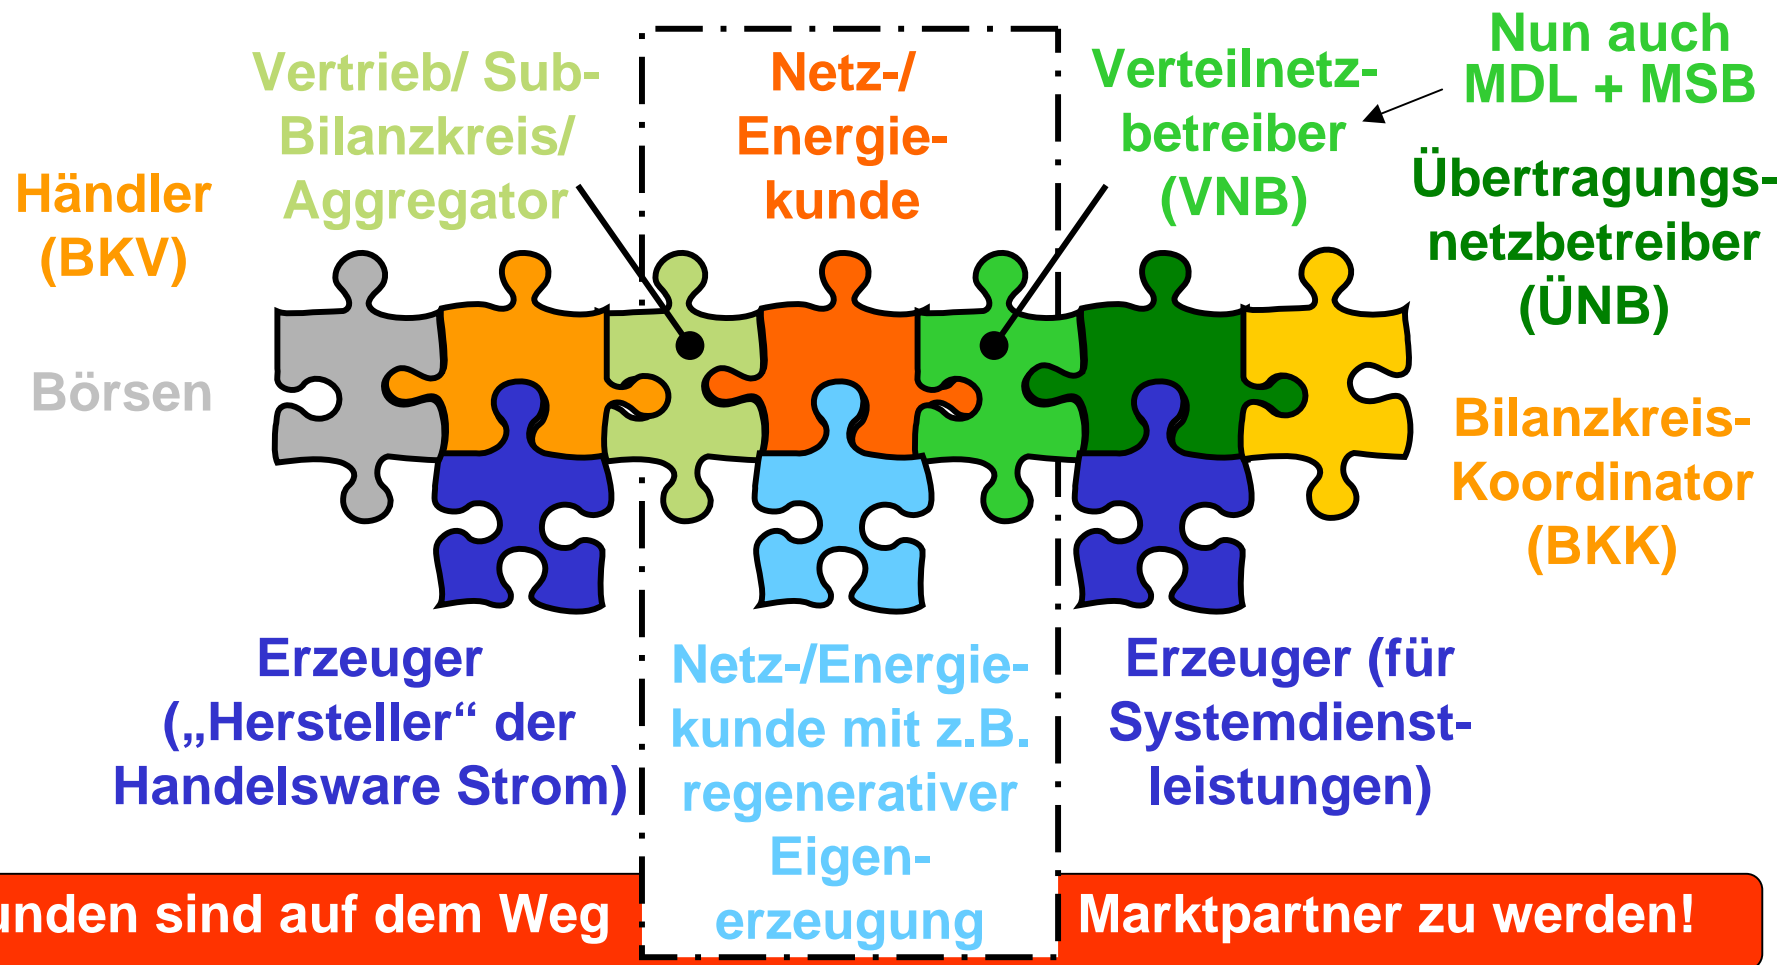 Nun auch
MDL + MSB
Vertrieb/ Sub-
Bilanzkreis/
Aggregator
Netz-/
Energie-
kunde
Verteilnetz-
betreiber
(VNB)
Händler
(BKV)
Übertragungs-
netzbetreiber
(ÜNB)
Börsen
Bilanzkreis-
Koordinator
(BKK)
Erzeuger
(„Hersteller“ der
Handelsware Strom)
Netz-/Energie-
kunde mit z.B.
regenerativer
Eigen-
erzeugung
Erzeuger (für
Systemdienst-
leistungen)
unden sind auf dem Weg
Marktpartner zu werden!